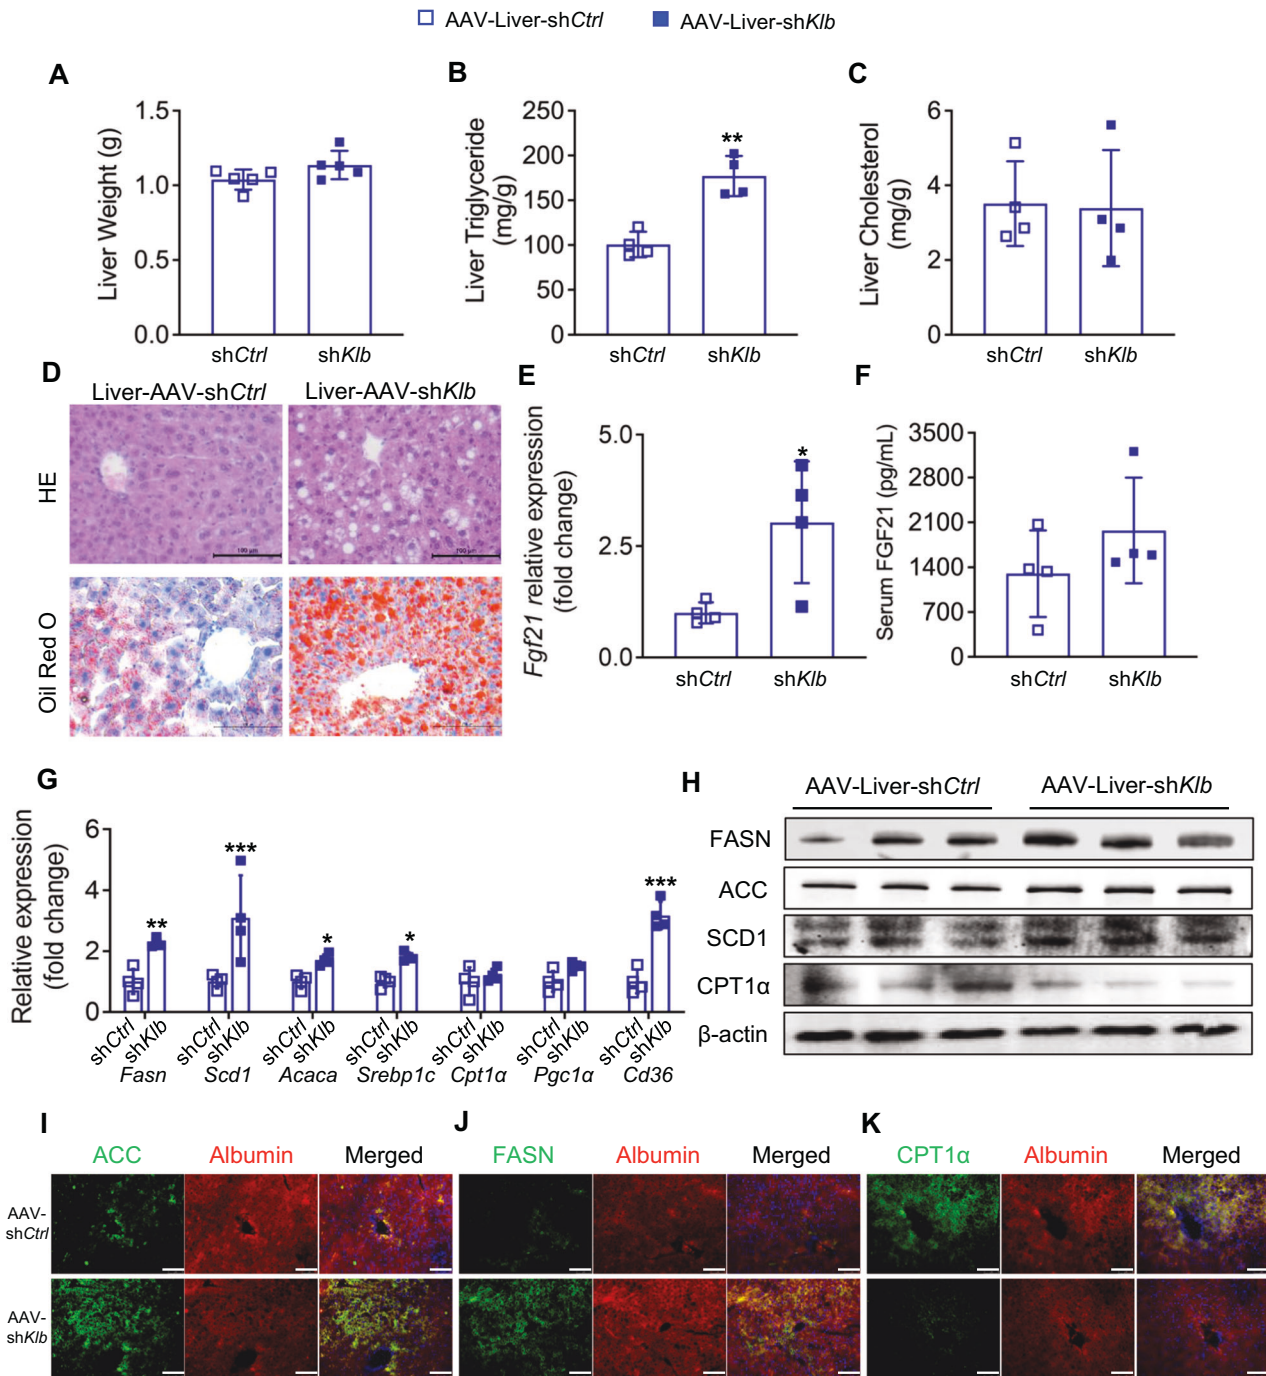 AAV-Liver-shCtrl AAV-Liver-shKlb
A
Liver Weight (g)
1.5
1.0
0.5
0.0
shCtrl shKlb
B
Liver Triglyceride
(mg/g)
250
200
150
100
50
0
**
shCtrl shKlb
C
Liver Cholesterol
(mg/g)
6
4
2
0
shCtrl shKlb
D
Liver-AAV-shCtrl Liver-AAV-shKlb
HE
100 μm
100 μm
Oil Red O
E
Fgf21 relative expression
(fold change)
5.0
2.5
0.0
*
shCtrl shKlb
F
Serum FGF21 (pg/mL)
3500
2800
2100
1400
700
0
shCtrl shKlb
G
Relative expression
(fold change)
6
4
2
0
** *** * * ***
shCtrl shKlb shCtrl shKlb shCtrl shKlb shCtrl shKlb shCtrl shKlb shCtrl shKlb shCtrl shKlb
Fasn Scd1 Acaca Srebp1c Cpt1α Pgc1α Cd36
H
AAV-Liver-shCtrl AAV-Liver-shKlb
FASN
ACC
SCD1
CPT1α
β-actin
I
ACC Albumin Merged
AAV-
shCtrl
AAV-
shKlb
J
FASN Albumin Merged
K
CPT1α Albumin Merged